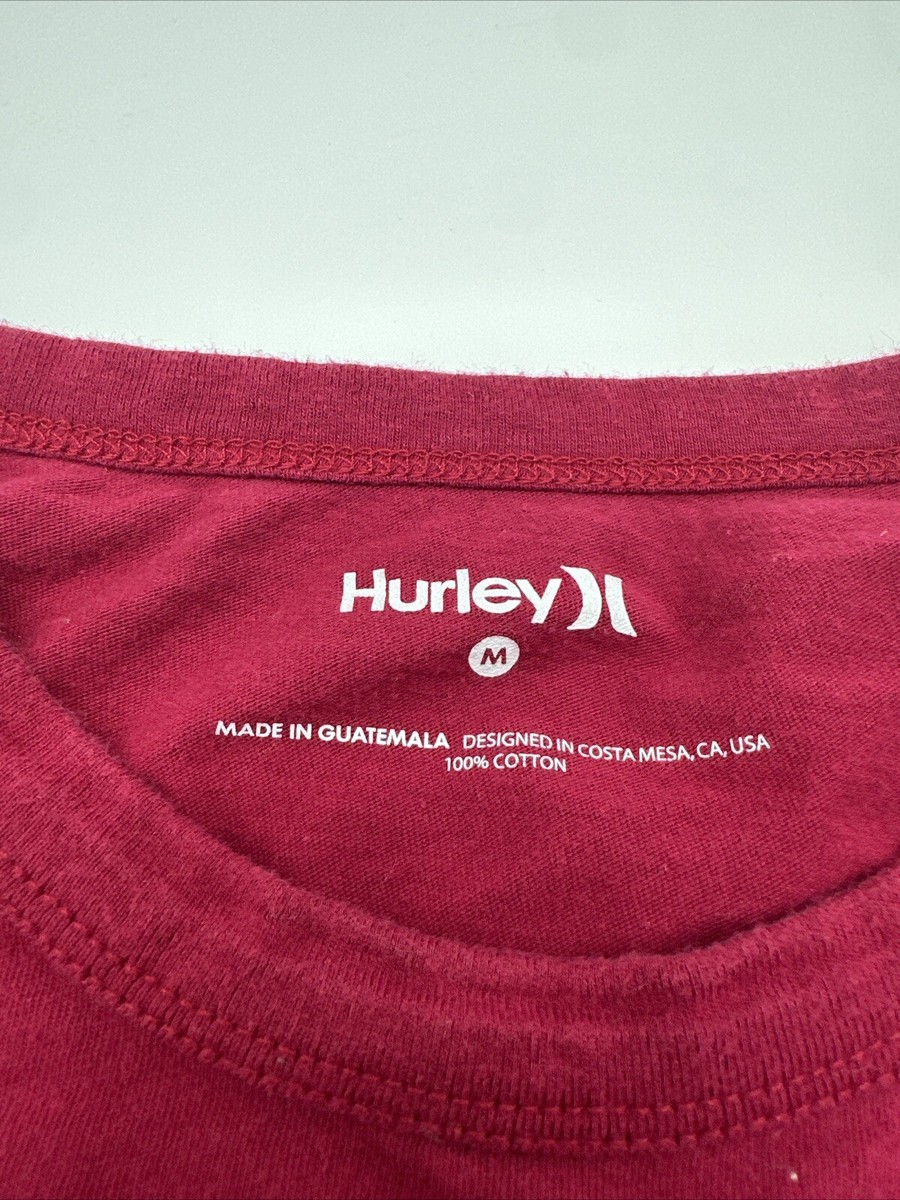 Hurley
M
MADE IN GUATEMALA DESIGNED IN COSTA MESA, CA, USA
100% COTTON